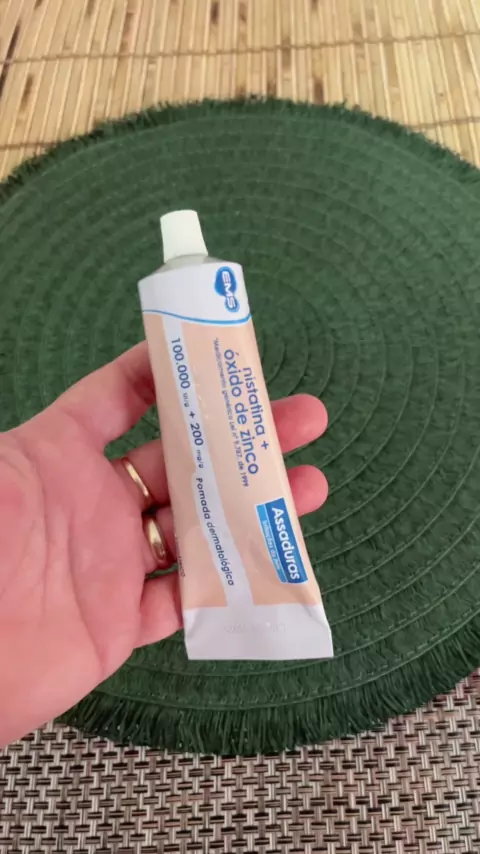 EMS
nistatina +
óxido de zinco
*Medicamento genérico Lei nº 9.787, de 1999
100.000 UI/g + 200 mg/g
Pomada dermatológica
Assaduras